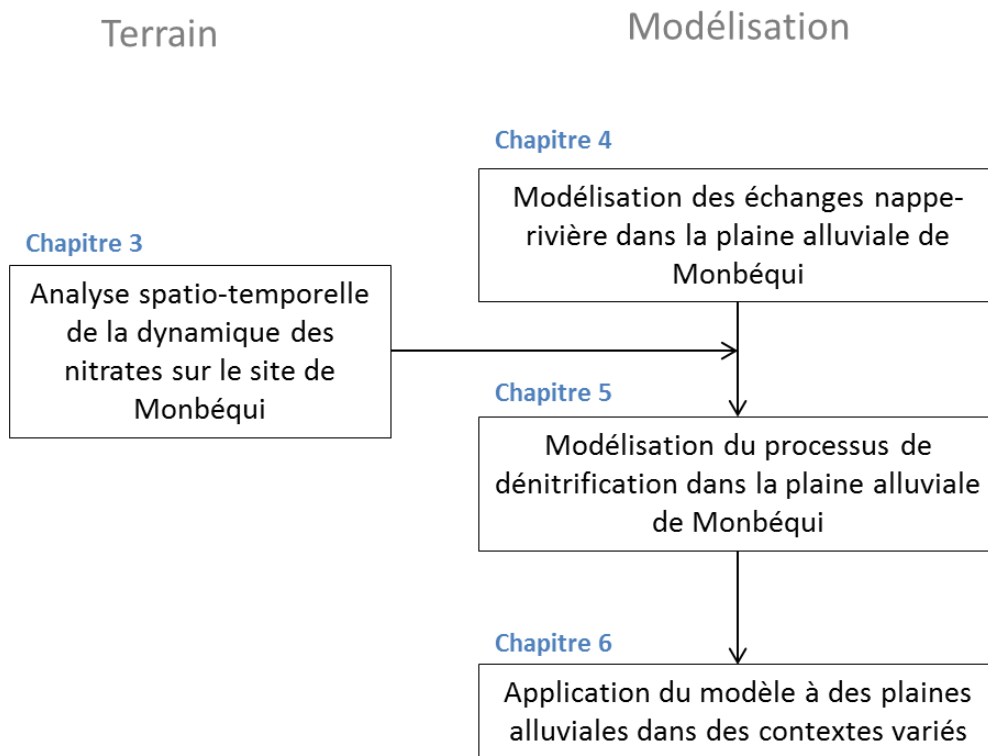 Terrain
Modélisation
Chapitre 3
Analyse spatio-temporelle
de la dynamique des
nitrates sur le site de
Monbéqui
Chapitre 4
Modélisation des échanges nappe-
rivière dans la plaine alluviale de
Monbéqui
Chapitre 5
Modélisation du processus de
dénitrification dans la plaine alluviale
de Monbéqui
Chapitre 6
Application du modèle à des plaines
alluviales dans des contextes variés